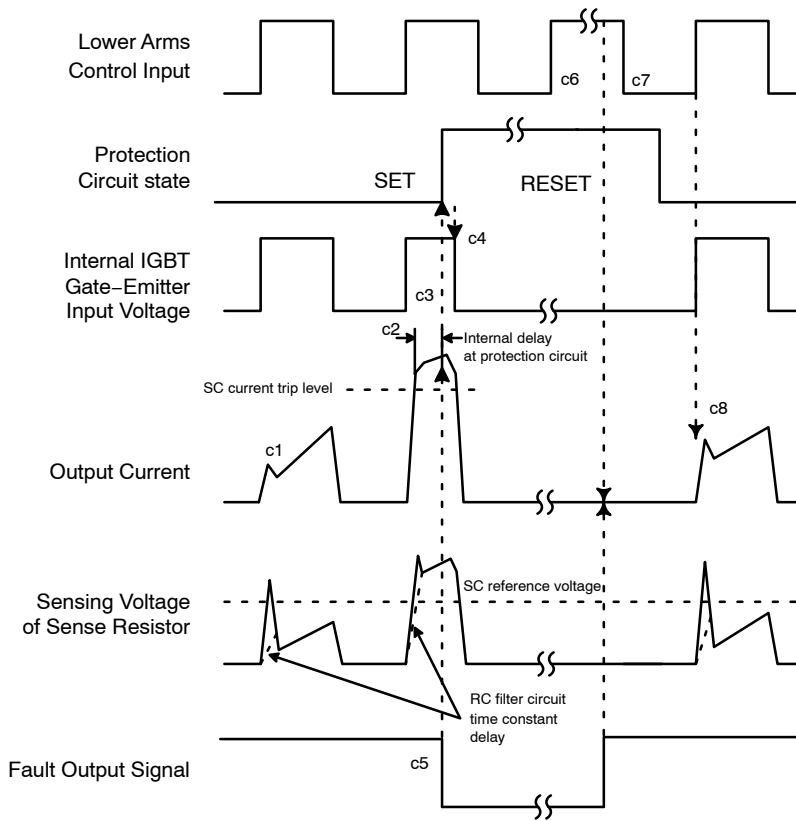 Lower Arms
Control Input
c6
c7
Protection
Circuit state
SET
RESET
c4
Internal IGBT
Gate−Emitter
Input Voltage
c3
c2
Internal delay
at protection circuit
SC current trip level
c8
c1
Output Current
SC reference voltage
Sensing Voltage
of Sense Resistor
RC filter circuit
time constant
delay
c5
Fault Output Signal